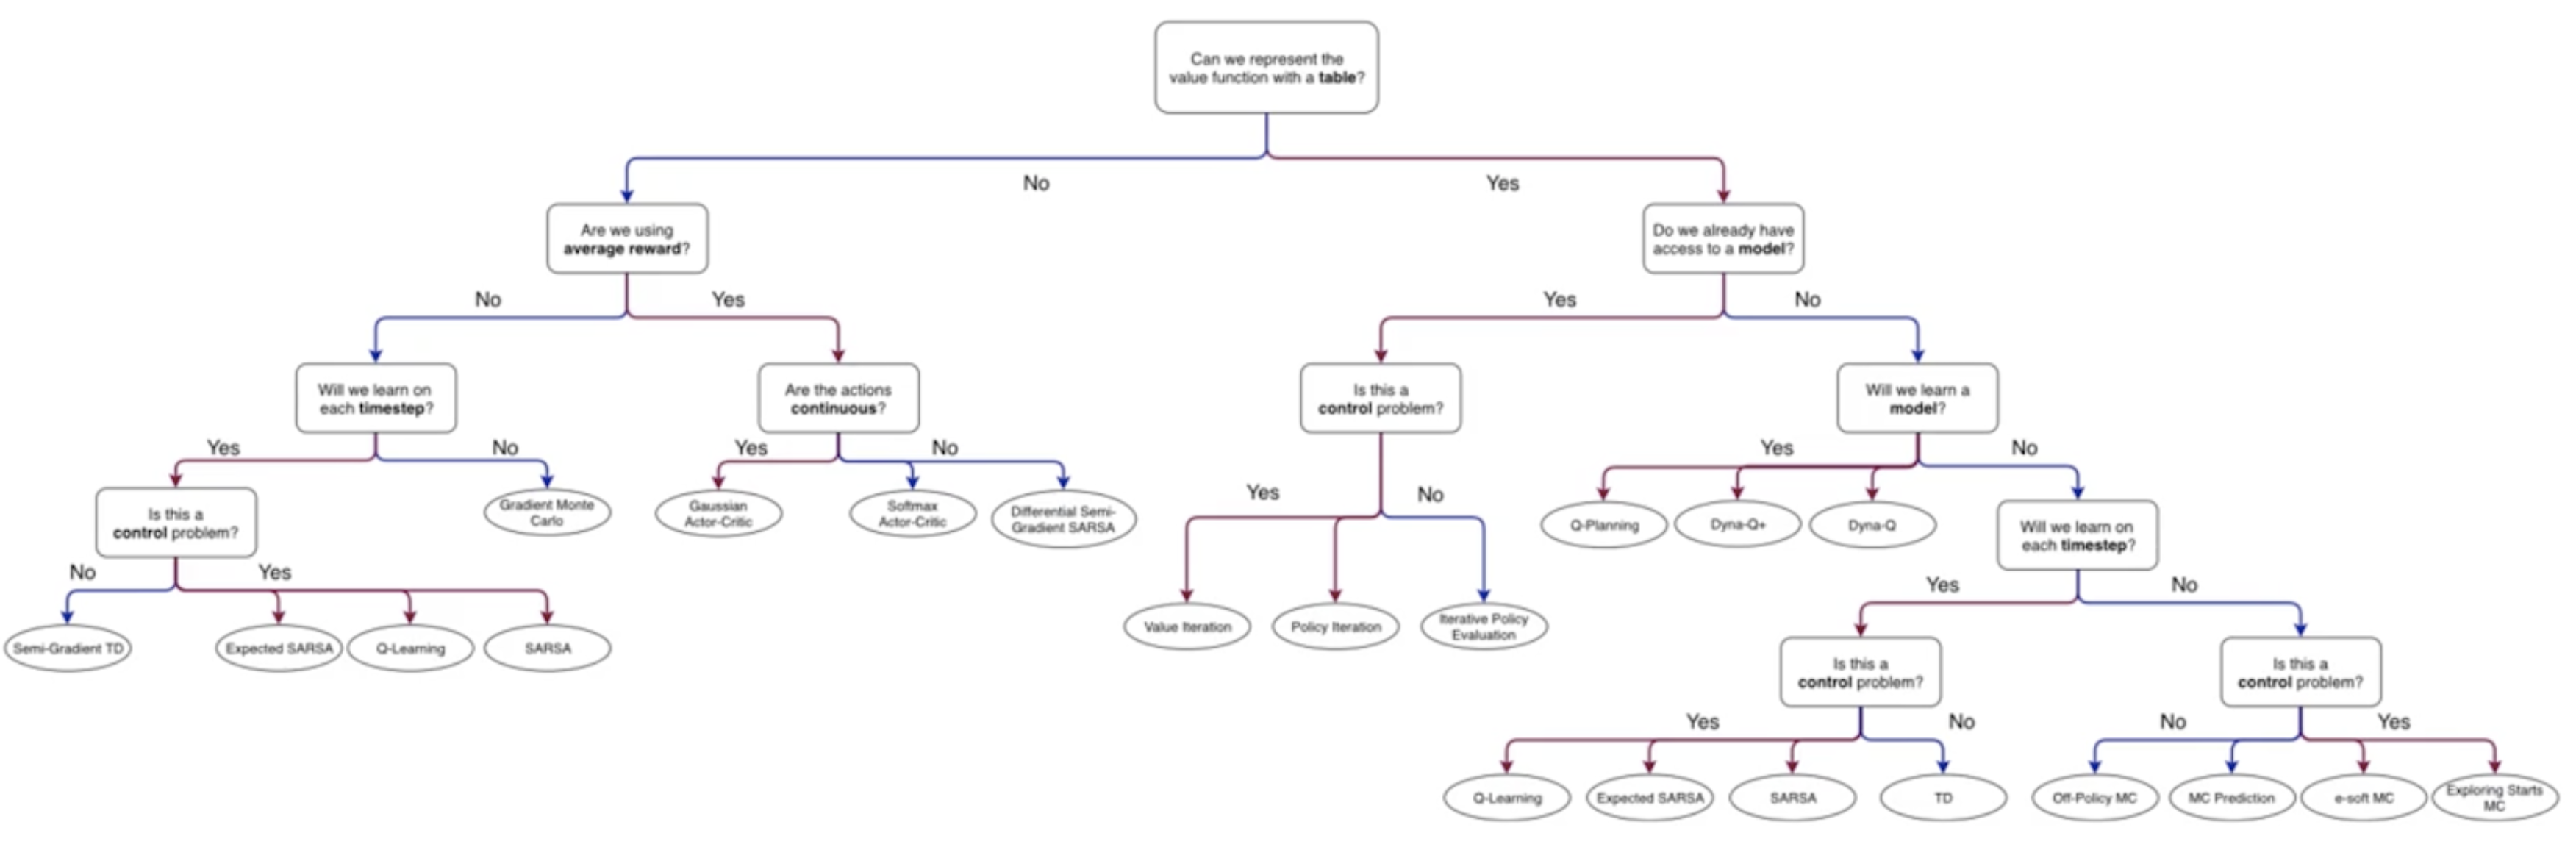 Can we represent the
value function with a table?
No
Yes
Are we using
average reward?
Do we already have
access to a model?
No
Yes
Yes
No
Will we learn on
each timestep?
Are the actions
continuous?
Is this a
control problem?
Will we learn a
model?
Yes
No
Yes
No
Yes
No
Yes
No
Is this a
control problem?
Gradient Monte
Carlo
Gaussian
Actor-Critic
Softmax
Actor-Critic
Differential Semi-
Gradient SARSA
Q-Planning
Dyna-Q+
Dyna-Q
Will we learn on
each timestep?
No
Yes
Yes
No
Semi-Gradient TD
Expected SARSA
Q-Learning
SARSA
Value Iteration
Policy Iteration
Iterative Policy
Evaluation
Is this a
control problem?
Is this a
control problem?
Yes
No
No
Yes
Q-Learning
Expected SARSA
SARSA
TD
Off-Policy MC
MC Prediction
e-soft MC
Exploring Starts
MC